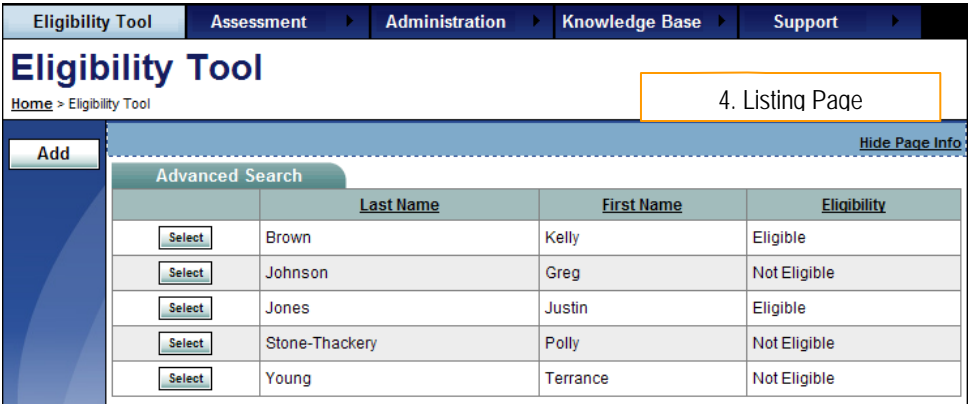 Eligibility Tool Assessment Administration Knowledge Base Support
Eligibility Tool
Home > Eligibility Tool
4. Listing Page
Add
Hide Page Info
Advanced Search
Last Name First Name Eligibility
Select Brown Kelly Eligible
Select Johnson Greg Not Eligible
Select Jones Justin Eligible
Select Stone-Thackery Polly Not Eligible
Select Young Terrance Not Eligible